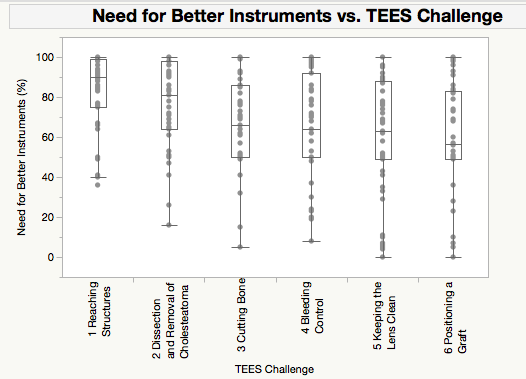 Need for Better Instruments vs. TEES Challenge
Need for Better Instruments (%)
100
80
60
40
20
0
1 Reaching
Structures
2 Dissection
and Removal of
Cholesteatoma
3 Cutting Bone
4 Bleeding
Control
5 Keeping the
Lens Clean
6 Positioning a
Graft
TEES Challenge